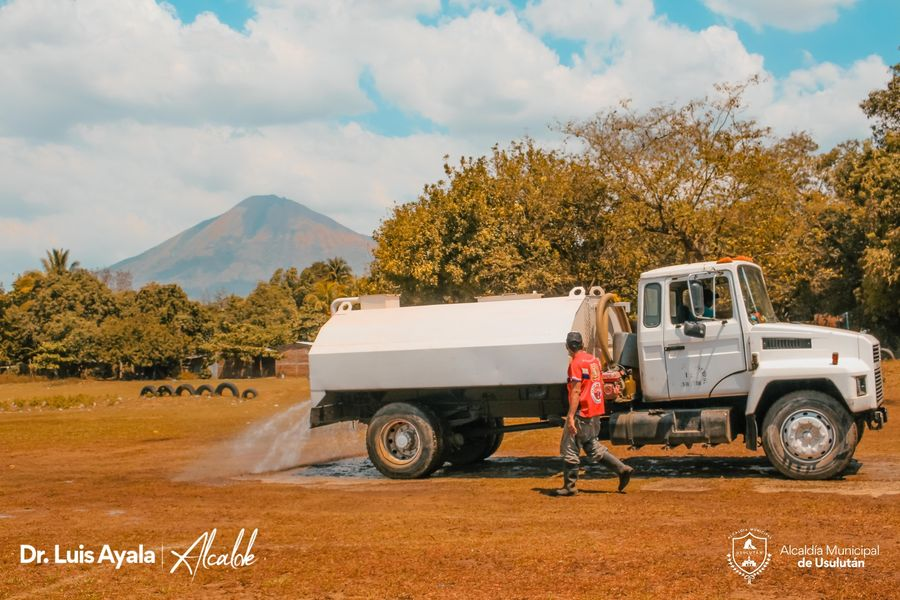 Dr. Luis Ayala | Alcalde
Alcaldía Municipal
de Usulután